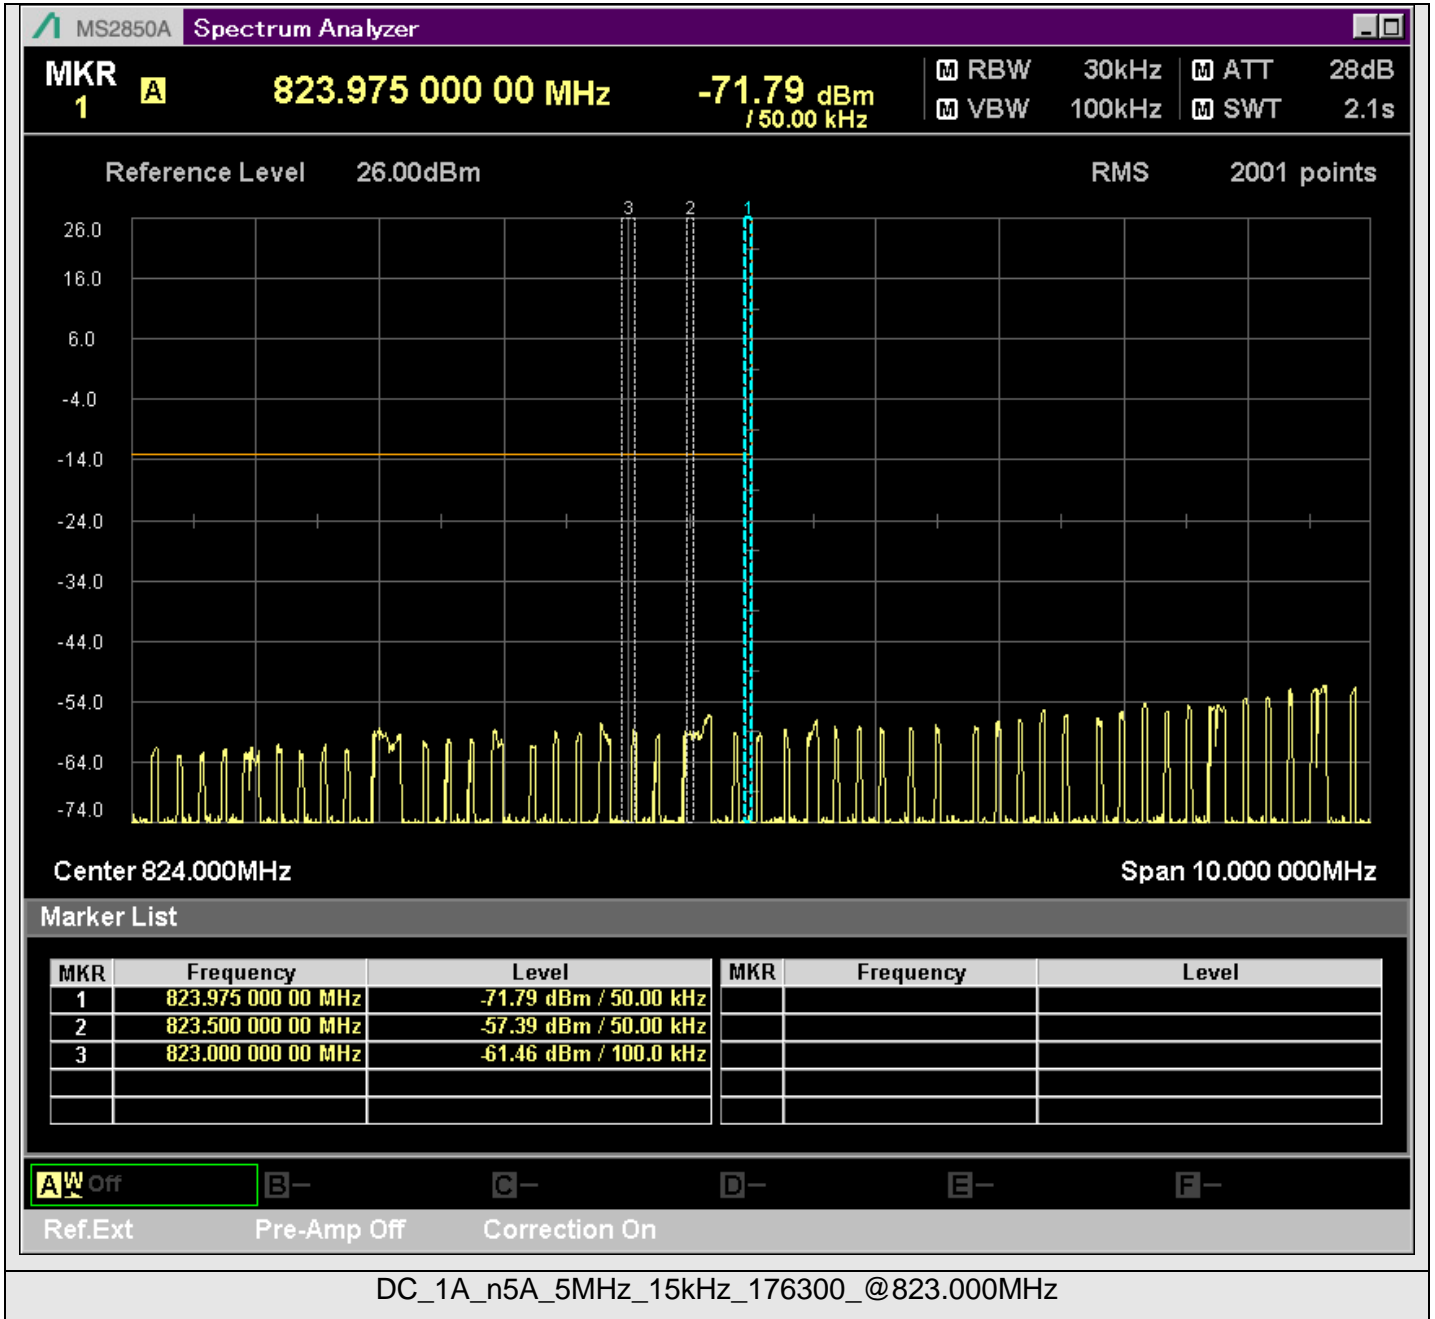 MS2850A Spectrum Analyzer
MKR 1 A 823.975 000 00 MHz -71.79 dBm / 50.00 kHz
M RBW 30kHz M ATT 28dB
M VBW 100kHz M SWT 2.1s
Reference Level 26.00dBm RMS 2001 points
3 2 1
26.0
16.0
6.0
-4.0
-14.0
-24.0
-34.0
-44.0
-54.0
-64.0
-74.0
Center 824.000MHz Span 10.000 000MHz
Marker List
MKR Frequency Level MKR Frequency Level
1 823.975 000 00 MHz -71.79 dBm / 50.00 kHz
2 823.500 000 00 MHz -57.39 dBm / 50.00 kHz
3 823.000 000 00 MHz -61.46 dBm / 100.0 kHz
A W Off B - C - D - E - F -
Ref.Ext Pre-Amp Off Correction On
DC_1A_n5A_5MHz_15kHz_176300_@823.000MHz